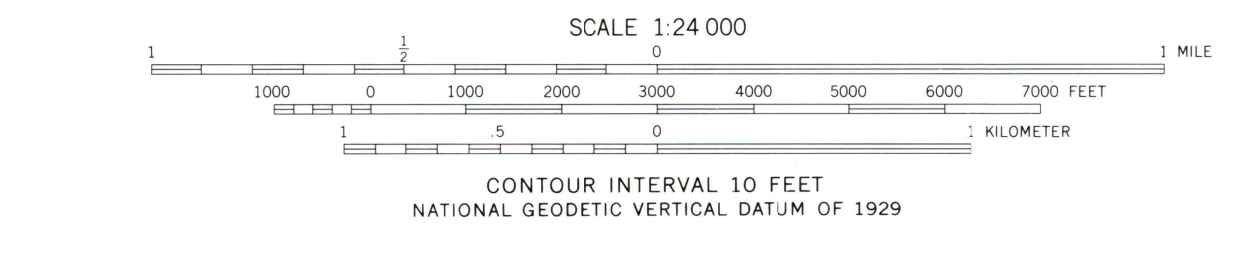 SCALE 1:24 000
1 1/2 0 1 MILE
1000 0 1000 2000 3000 4000 5000 6000 7000 FEET
1 .5 0 1 KILOMETER
CONTOUR INTERVAL 10 FEET
NATIONAL GEODETIC VERTICAL DATUM OF 1929